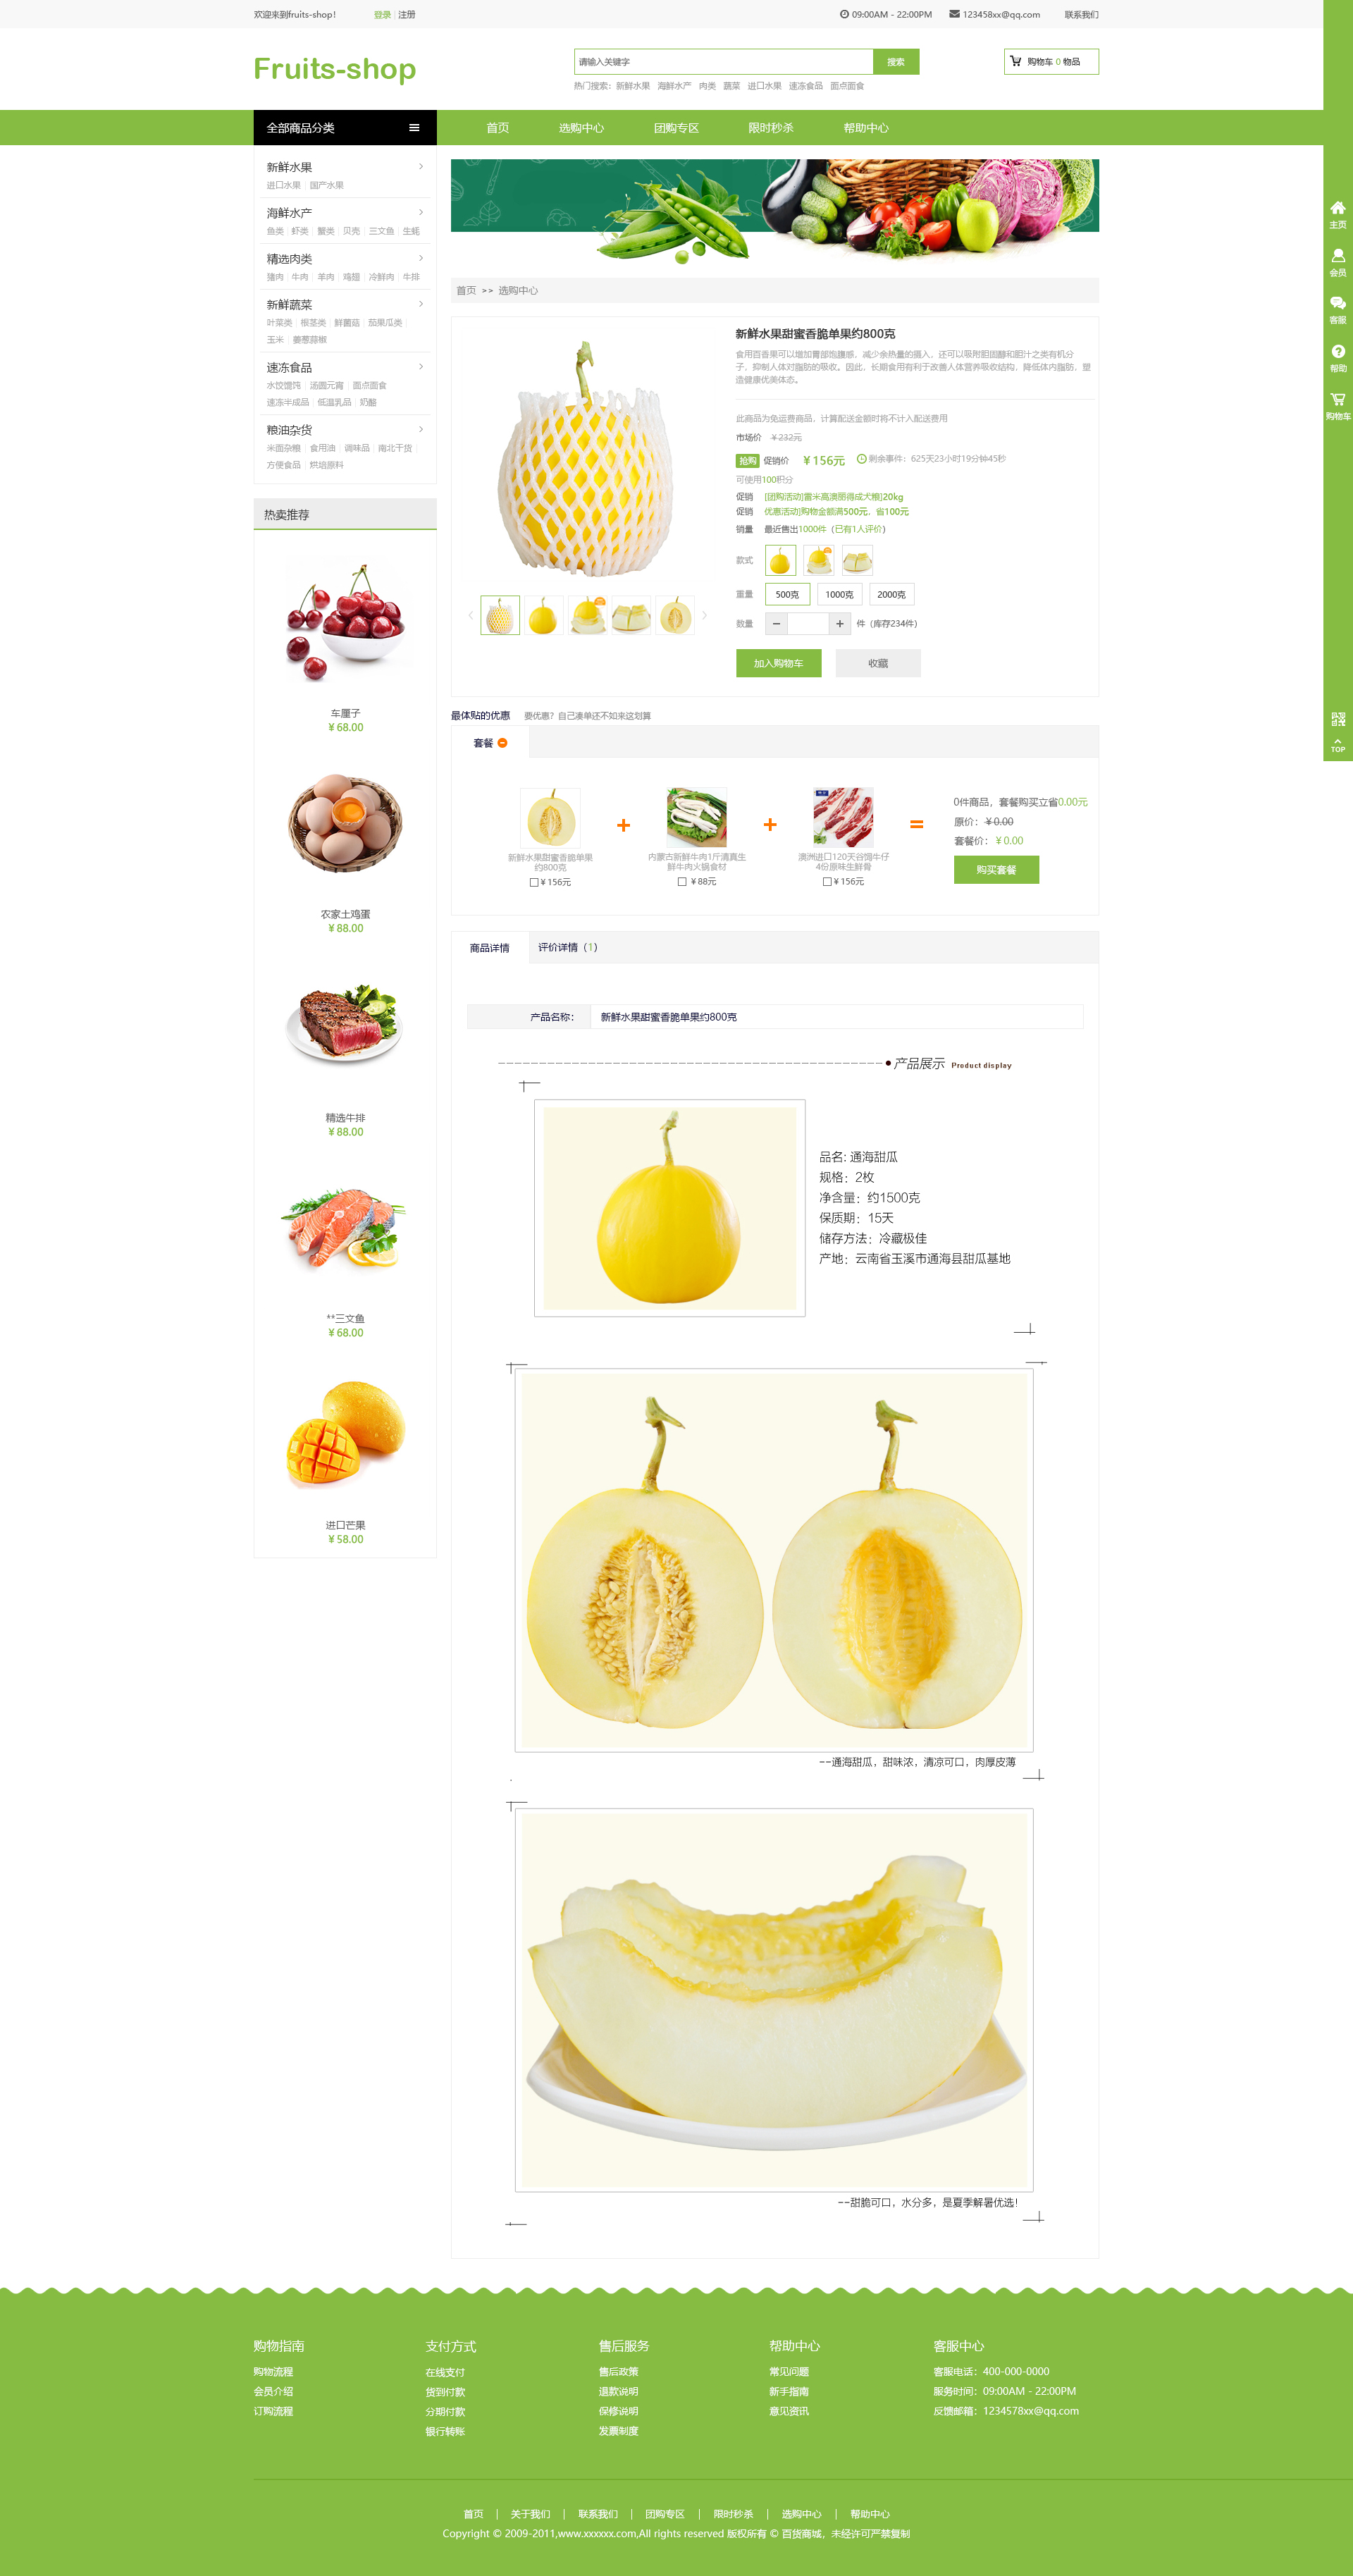 欢迎来到fruits-shop! 登录 | 注册 09:00AM - 22:00PM 123458xx@qq.com 联系我们
Fruits-shop
请输入关键字 搜索
购物车 0 物品
热门搜索：新鲜水果 海鲜水产 肉类 蔬菜 进口水果 速冻食品 面点面食
全部商品分类 首页 选购中心 团购专区 限时秒杀 帮助中心
新鲜水果
进口水果 | 国产水果
海鲜水产
鱼类 | 虾类 | 蟹类 | 贝壳 | 三文鱼 | 生蚝
精选肉类
猪肉 | 牛肉 | 羊肉 | 鸡翅 | 冷鲜肉 | 牛排
新鲜蔬菜
叶菜类 | 根茎类 | 鲜菌菇 | 茄果瓜类 |
玉米 | 姜葱蒜椒
速冻食品
水饺馄饨 | 汤圆元宵 | 面点面食
速冻半成品 | 低温乳品 | 奶酪
粮油杂货
米面杂粮 | 食用油 | 调味品 | 南北干货 |
方便食品 | 烘培原料
热卖推荐
车厘子
￥68.00
农家土鸡蛋
￥88.00
精选牛排
￥88.00
**三文鱼
￥68.00
进口芒果
￥58.00
首页 >> 选购中心
新鲜水果甜蜜香脆单果约800克
食用百香果可以增加胃部饱腹感，减少余热量的摄入，还可以吸附胆固醇和胆汁之类有机分
子，抑制人体对脂肪的吸收。因此，长期食用有利于改善人体营养吸收结构，降低体内脂肪，塑
造健康优美体态。
此商品为免运费商品，计算配送金额时将不计入配送费用
市场价 ￥232元
抢购 促销价 ￥156元 剩余事件：625天23小时19分钟45秒
可使用100积分
促销 [团购活动]雷米高澳丽得成犬粮]20kg
促销 优惠活动]购物金额满500元，省100元
销量 最近售出1000件（已有1人评价）
款式
重量 500克 1000克 2000克
数量 − + 件（库存234件）
加入购物车 收藏
最体贴的优惠 要优惠？自己凑单还不如来这划算
套餐
新鲜水果甜蜜香脆单果
约800克
￥156元
+
内蒙古新鲜牛肉1斤清真生
鲜牛肉火锅食材
￥88元
+
澳洲进口120天谷饲牛仔
4份原味生鲜骨
￥156元
=
0件商品，套餐购买立省0.00元
原价：￥0.00
套餐价：￥0.00
购买套餐
商品详情 评价详情（1）
产品名称： 新鲜水果甜蜜香脆单果约800克
产品展示 Product display
品名: 通海甜瓜
规格：2枚
净含量：约1500克
保质期：15天
储存方法：冷藏极佳
产地：云南省玉溪市通海县甜瓜基地
--通海甜瓜，甜味浓，清凉可口，肉厚皮薄
--甜脆可口，水分多，是夏季解暑优选！
主页
会员
客服
帮助
购物车
TOP
购物指南
购物流程
会员介绍
订购流程
支付方式
在线支付
货到付款
分期付款
银行转账
售后服务
售后政策
退款说明
保修说明
发票制度
帮助中心
常见问题
新手指南
意见资讯
客服中心
客服电话：400-000-0000
服务时间：09:00AM - 22:00PM
反馈邮箱：1234578xx@qq.com
首页 | 关于我们 | 联系我们 | 团购专区 | 限时秒杀 | 选购中心 | 帮助中心
Copyright © 2009-2011,www.xxxxxx.com,All rights reserved 版权所有 © 百货商城，未经许可严禁复制